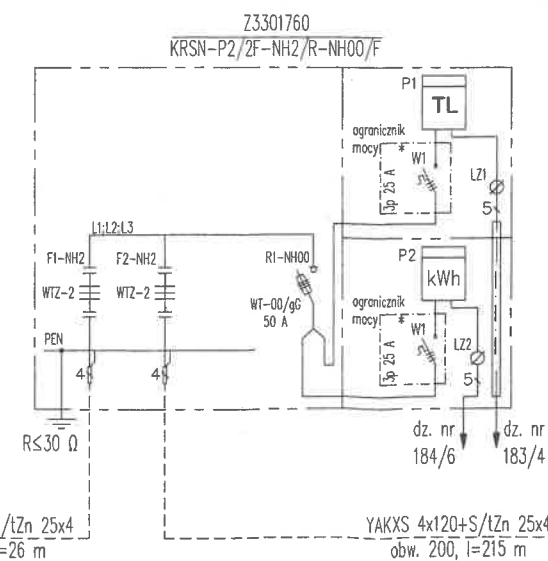 Z3301760
KRSN-P2/2F-NH2/R-NH00/F
P1
TL
ogranicznik
mocy
*
W1
3p 25 A
LZ1
5
L1;L2;L3
F1-NH2
F2-NH2
R1-NH00
WTZ-2
WTZ-2
WT-00/gG
50 A
P2
kWh
ogranicznik
mocy
*
W1
3p 25 A
LZ2
5
PEN
4
4
R≤30 Ω
dz. nr
184/6
dz. nr
183/4
/tZn 25x4
=26 m
YAKXS 4x120+S/tZn 25x4
obw. 200, l=215 m